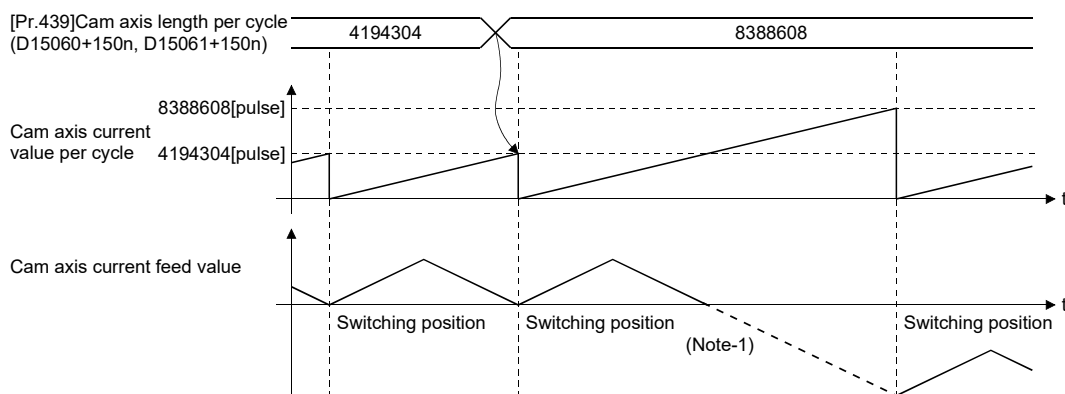 [Pr.439]Cam axis length per cycle
(D15060+150n, D15061+150n)
4194304
8388608
8388608[pulse]
Cam axis current
value per cycle
4194304[pulse]
t
Cam axis current feed value
t
Switching position
Switching position
Switching position
(Note-1)